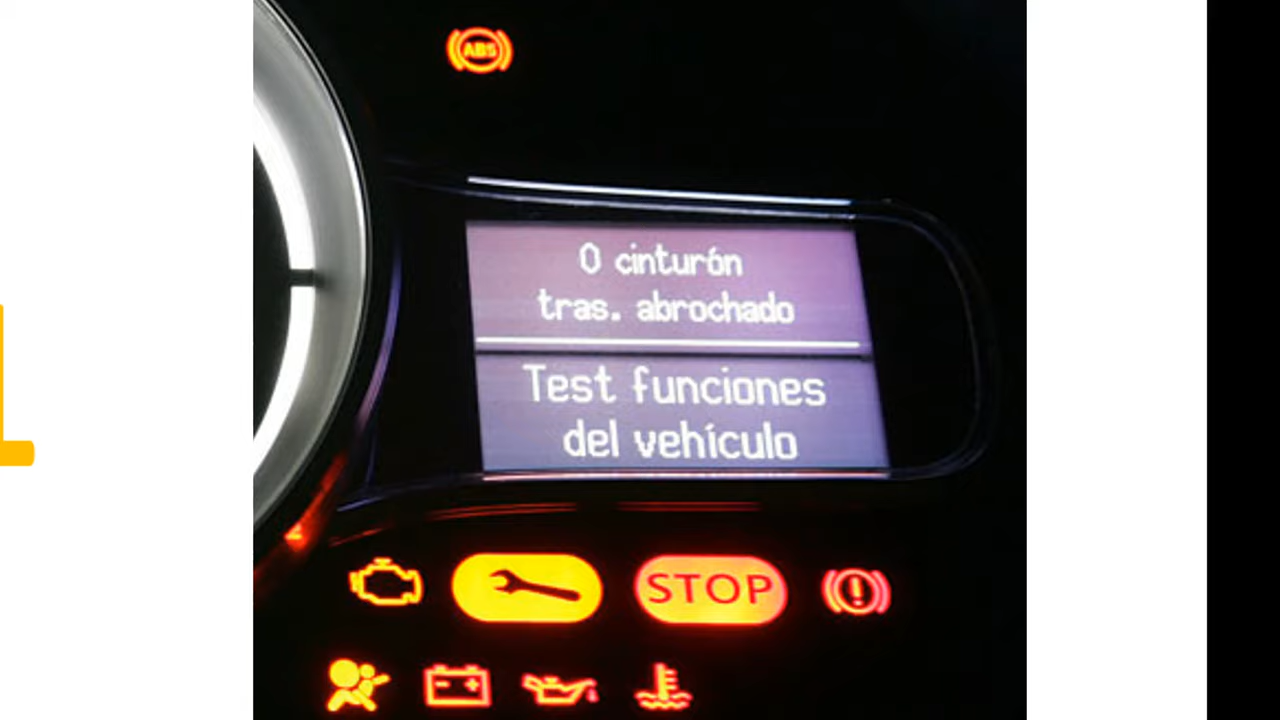 ABS
0 cinturón
tras. abrochado
Test funciones
del vehículo
STOP